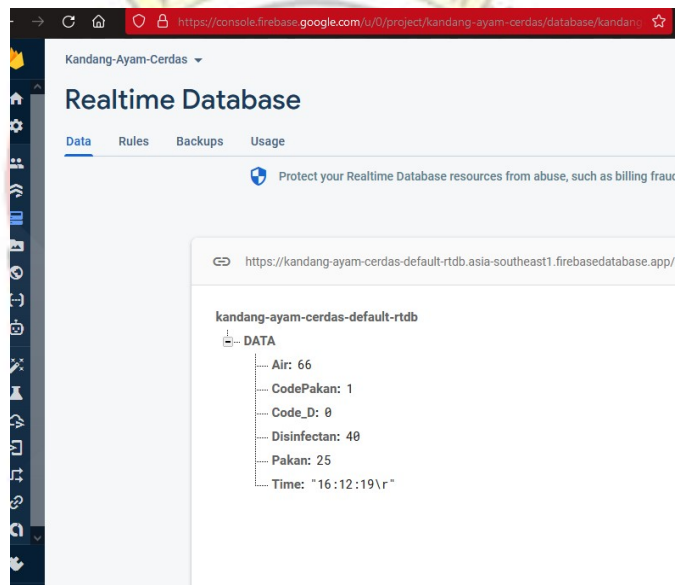 https://console.firebase.google.com/u/0/project/kandang-ayam-cerdas/database/kandang
Kandang-Ayam-Cerdas
Realtime Database
Data Rules Backups Usage
Protect your Realtime Database resources from abuse, such as billing frau
https://kandang-ayam-cerdas-default-rtdb.asia-southeast1.firebasedatabase.app/
kandang-ayam-cerdas-default-rtdb
DATA
Air: 66
CodePakan: 1
Code_D: 0
Disinfectan: 40
Pakan: 25
Time: "16:12:19\r"